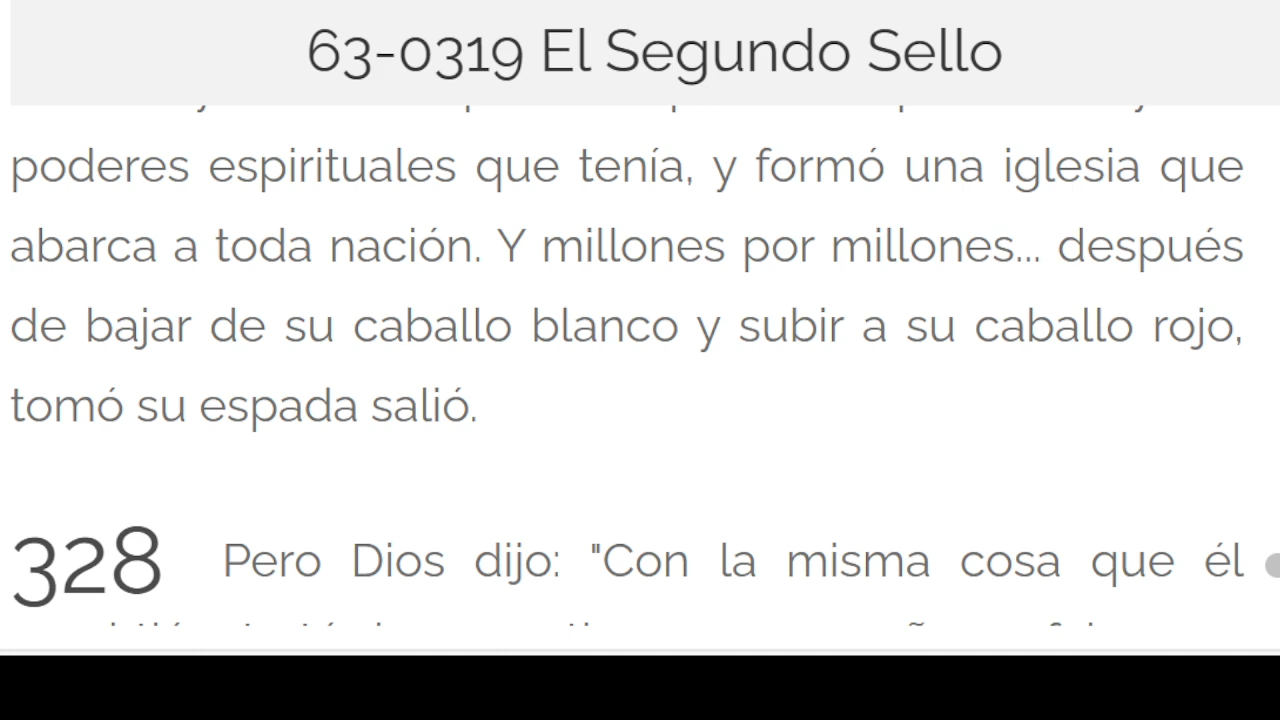 63-0319 El Segundo Sello
poderes espirituales que tenía, y formó una iglesia que
abarca a toda nación. Y millones por millones... después
de bajar de su caballo blanco y subir a su caballo rojo,
tomó su espada salió.
328 Pero Dios dijo: "Con la misma cosa que él